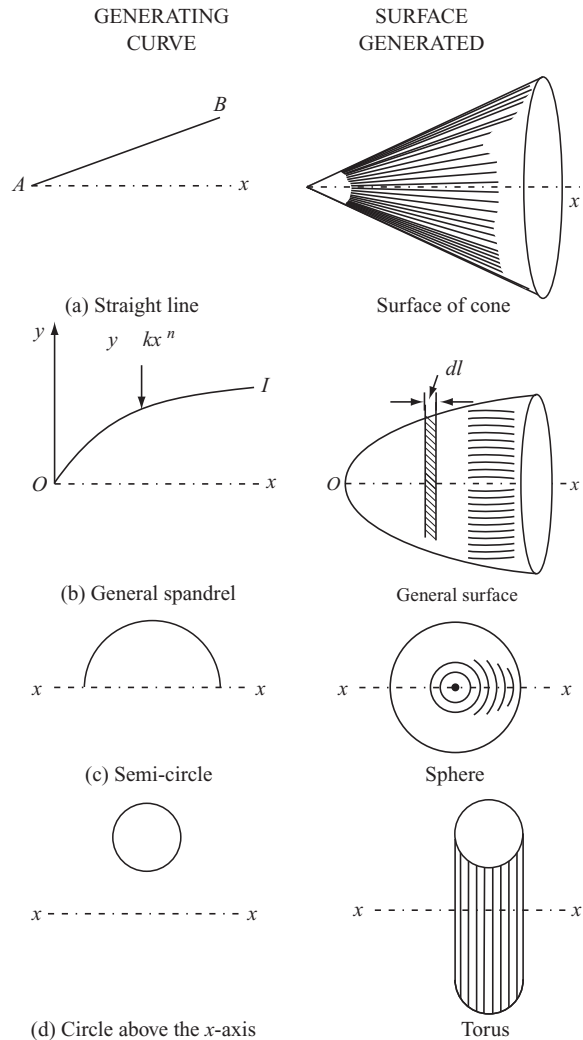 GENERATING
CURVE
SURFACE
GENERATED
B
A
x
x
(a) Straight line
Surface of cone
y
y kx n
I
O
x
dl
O
x
(b) General spandrel
General surface
x
x
x
x
(c) Semi-circle
Sphere
x
x
x
x
(d) Circle above the x-axis
Torus